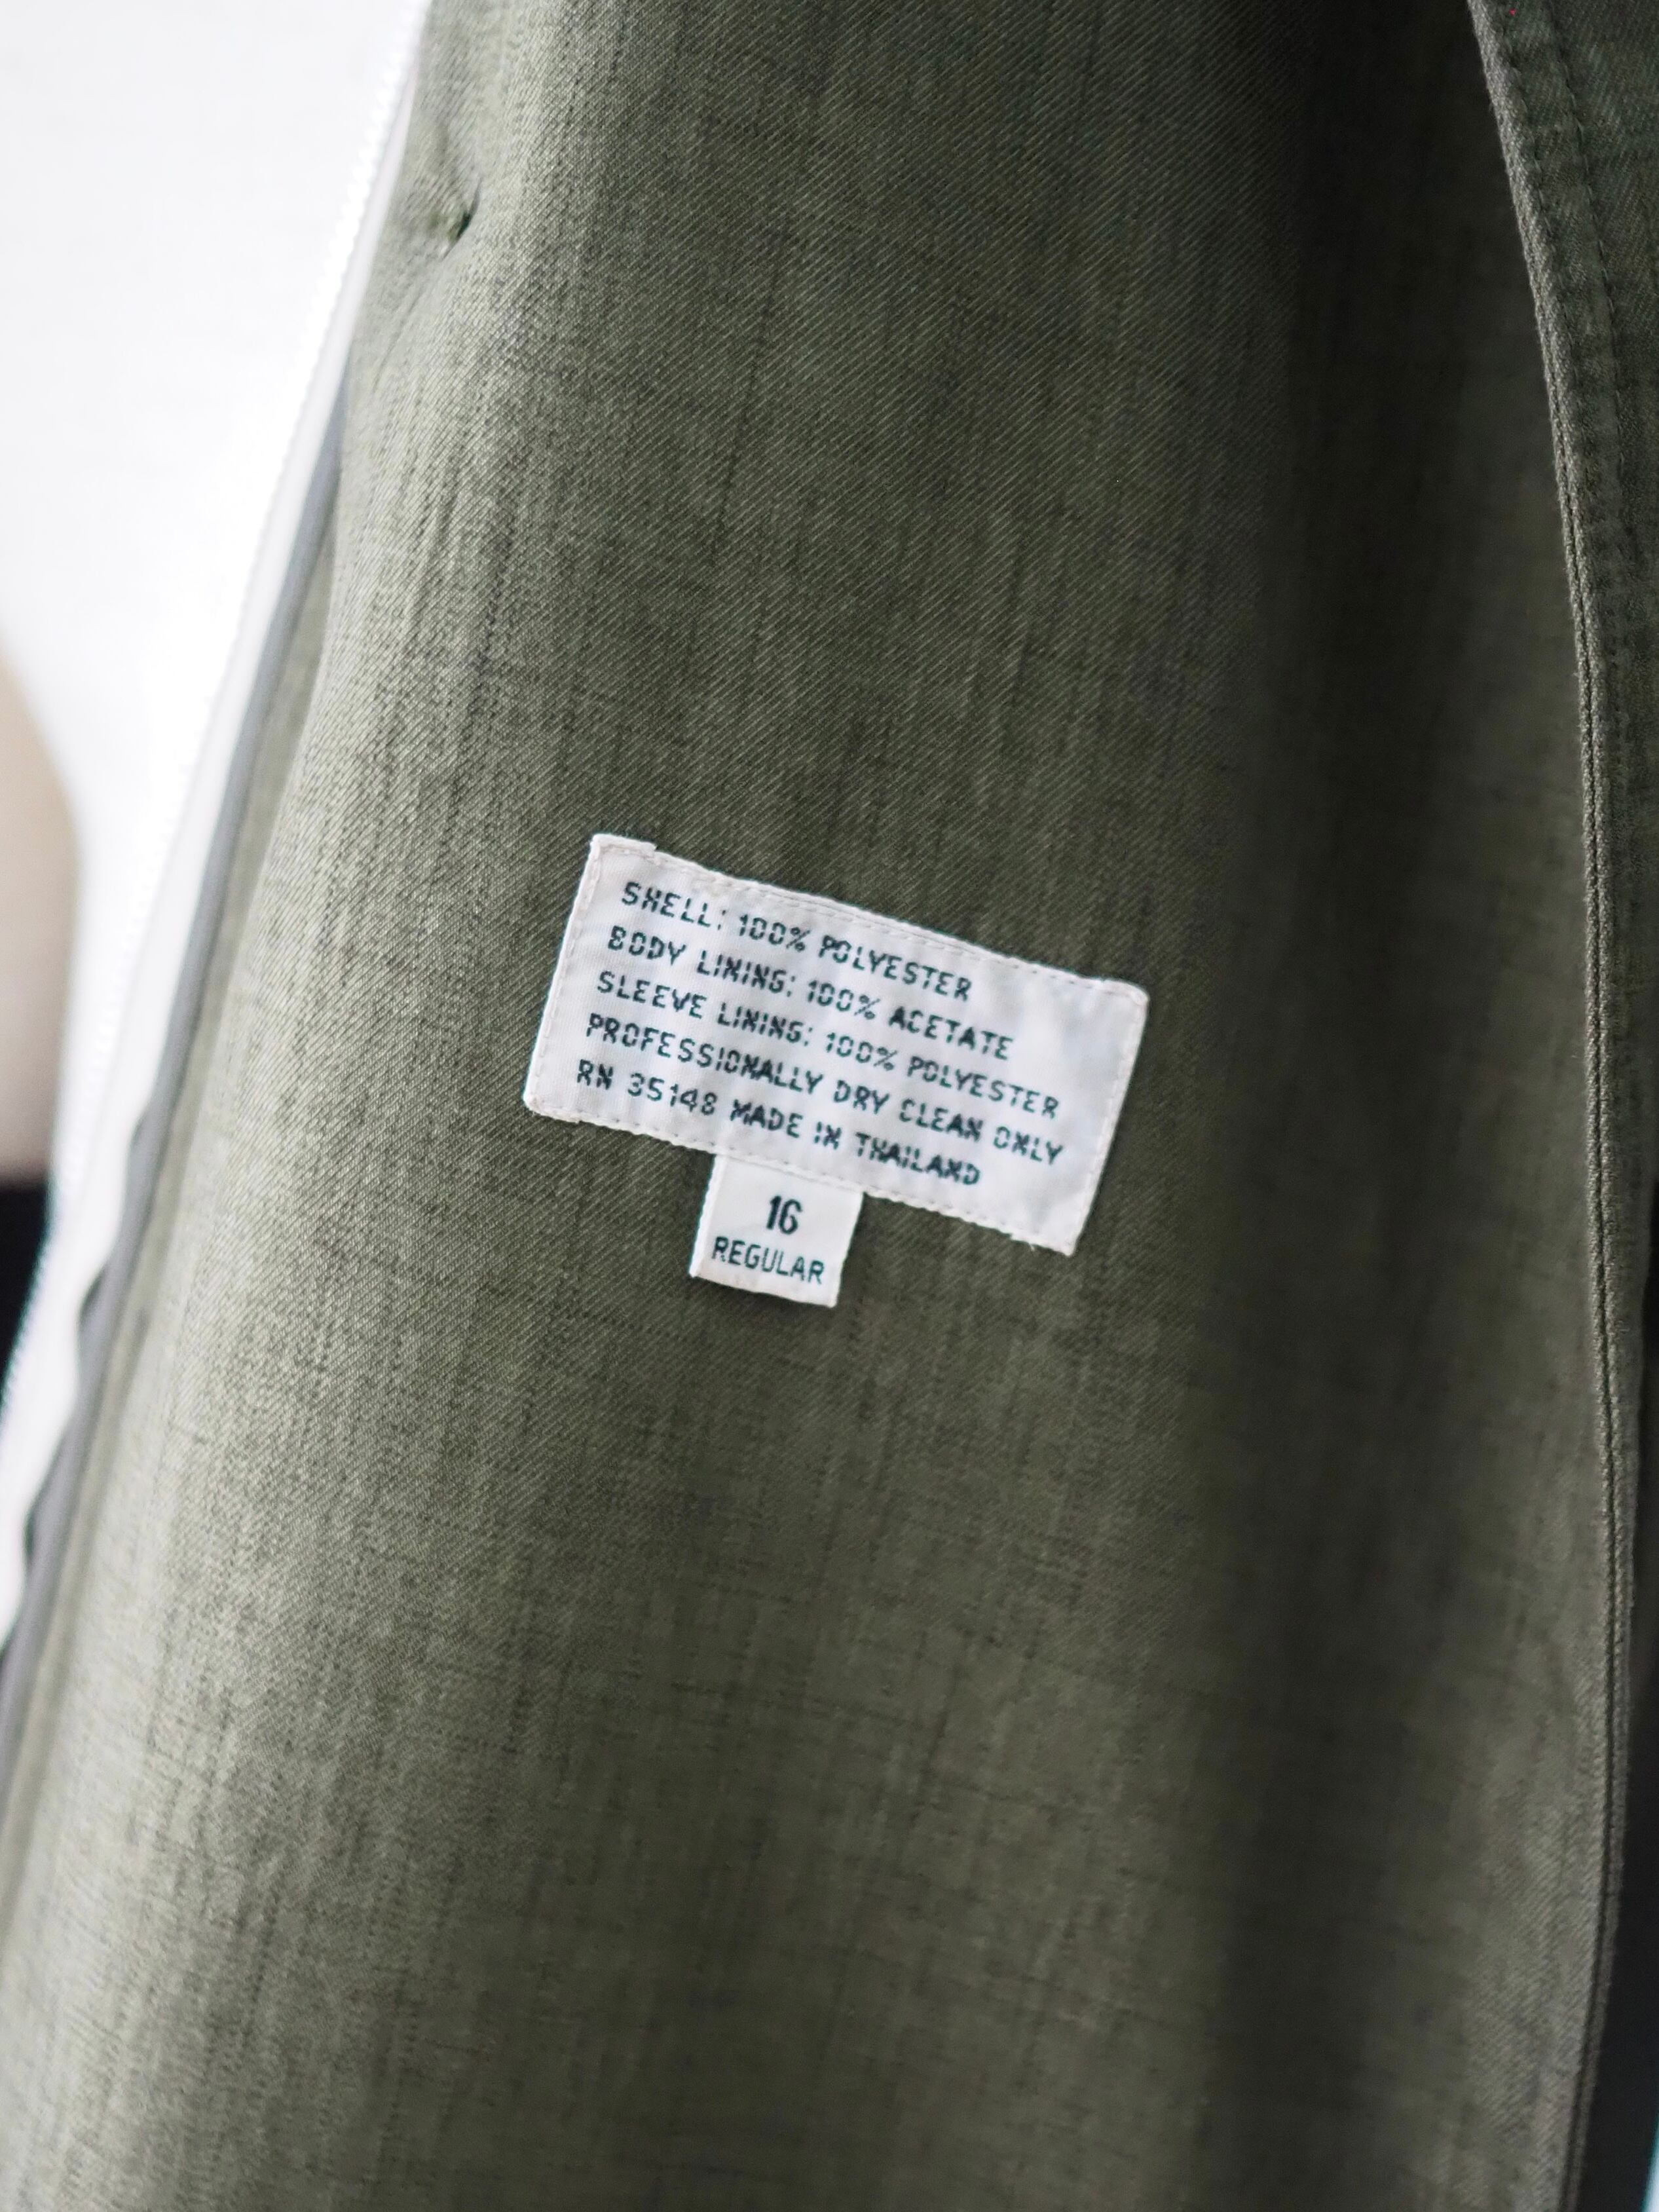 SHELL: 100% POLYESTER
BODY LINING: 100% ACETATE
SLEEVE LINING: 100% POLYESTER
PROFESSIONALLY DRY CLEAN ONLY
RN 35148 MADE IN THAILAND
16
REGULAR